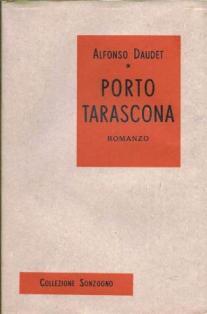 ALFONSO DAUDET
PORTO
TARASCONA
ROMANZO
COLLEZIONE SONZOGNO